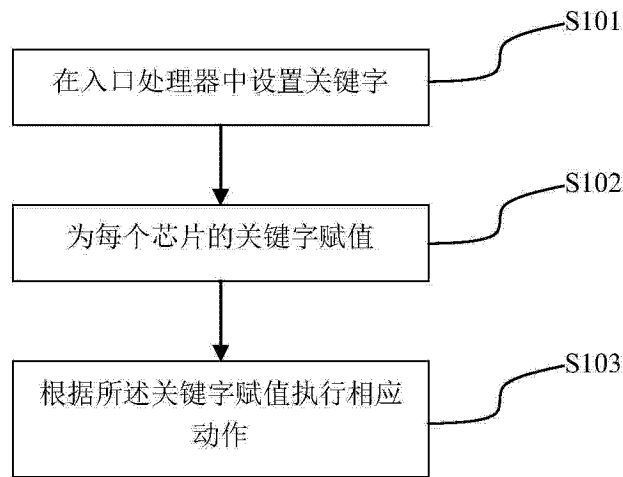 S101
在入口处理器中设置关键字
S102
为每个芯片的关键字赋值
S103
根据所述关键字赋值执行相应
动作